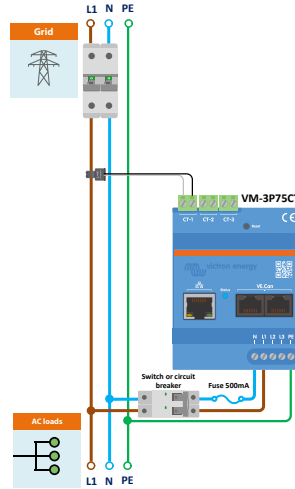 L1 N PE
Grid
VM-3P75CT
CT-1 CT-2 CT-3
Reset
victron energy
Status
VE.Can
N L1 L2 L3 PE
Switch or circuit
breaker
Fuse 500mA
AC loads
L1 N PE